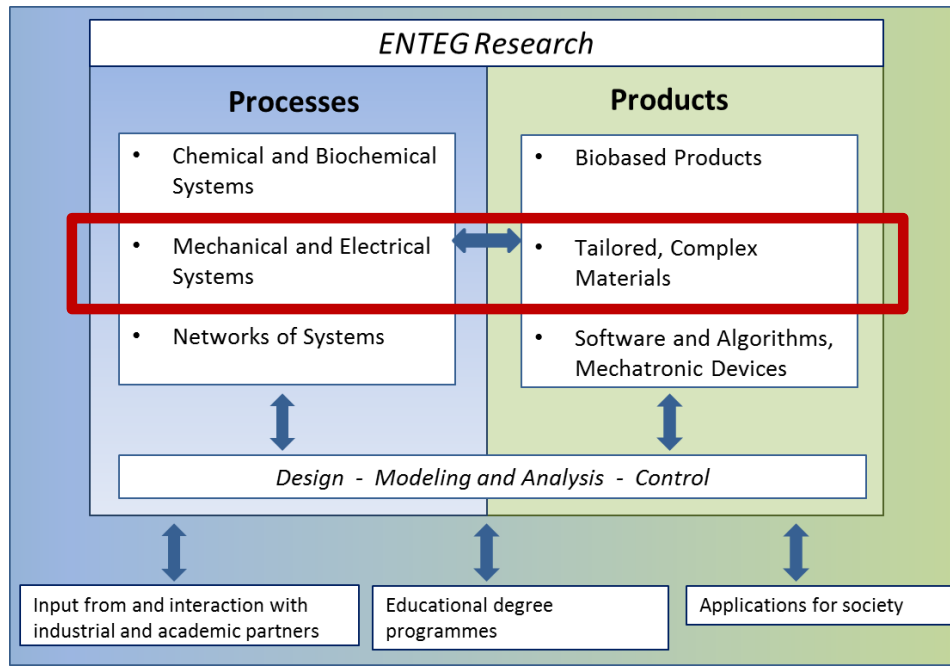 ENTEG Research
Processes
• Chemical and Biochemical
Systems
• Mechanical and Electrical
Systems
• Networks of Systems
Products
• Biobased Products
• Tailored, Complex
Materials
• Software and Algorithms,
Mechatronic Devices
Design - Modeling and Analysis - Control
Input from and interaction with
industrial and academic partners
Educational degree
programmes
Applications for society